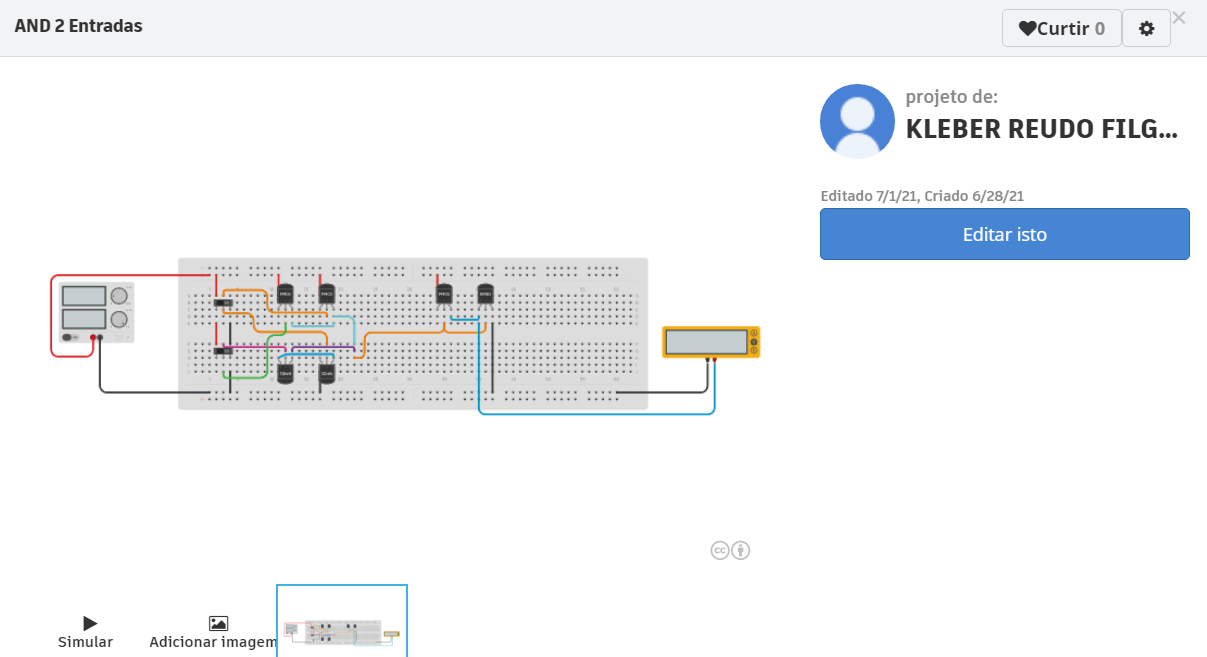 AND 2 Entradas
Curtir 0
projeto de:
KLEBER REUDO FILG...
Editado 7/1/21, Criado 6/28/21
Editar isto
cc
Simular
Adicionar imagem